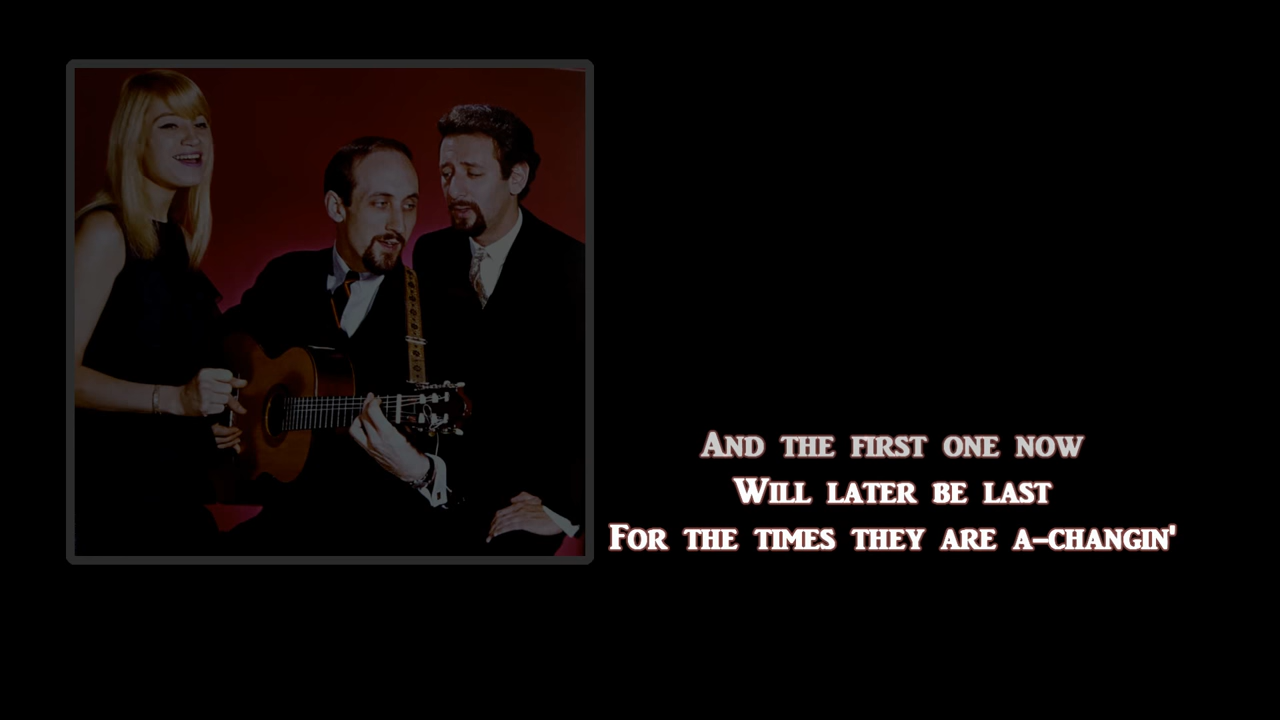 And the first one now
Will later be last
For the times they are a-changin'